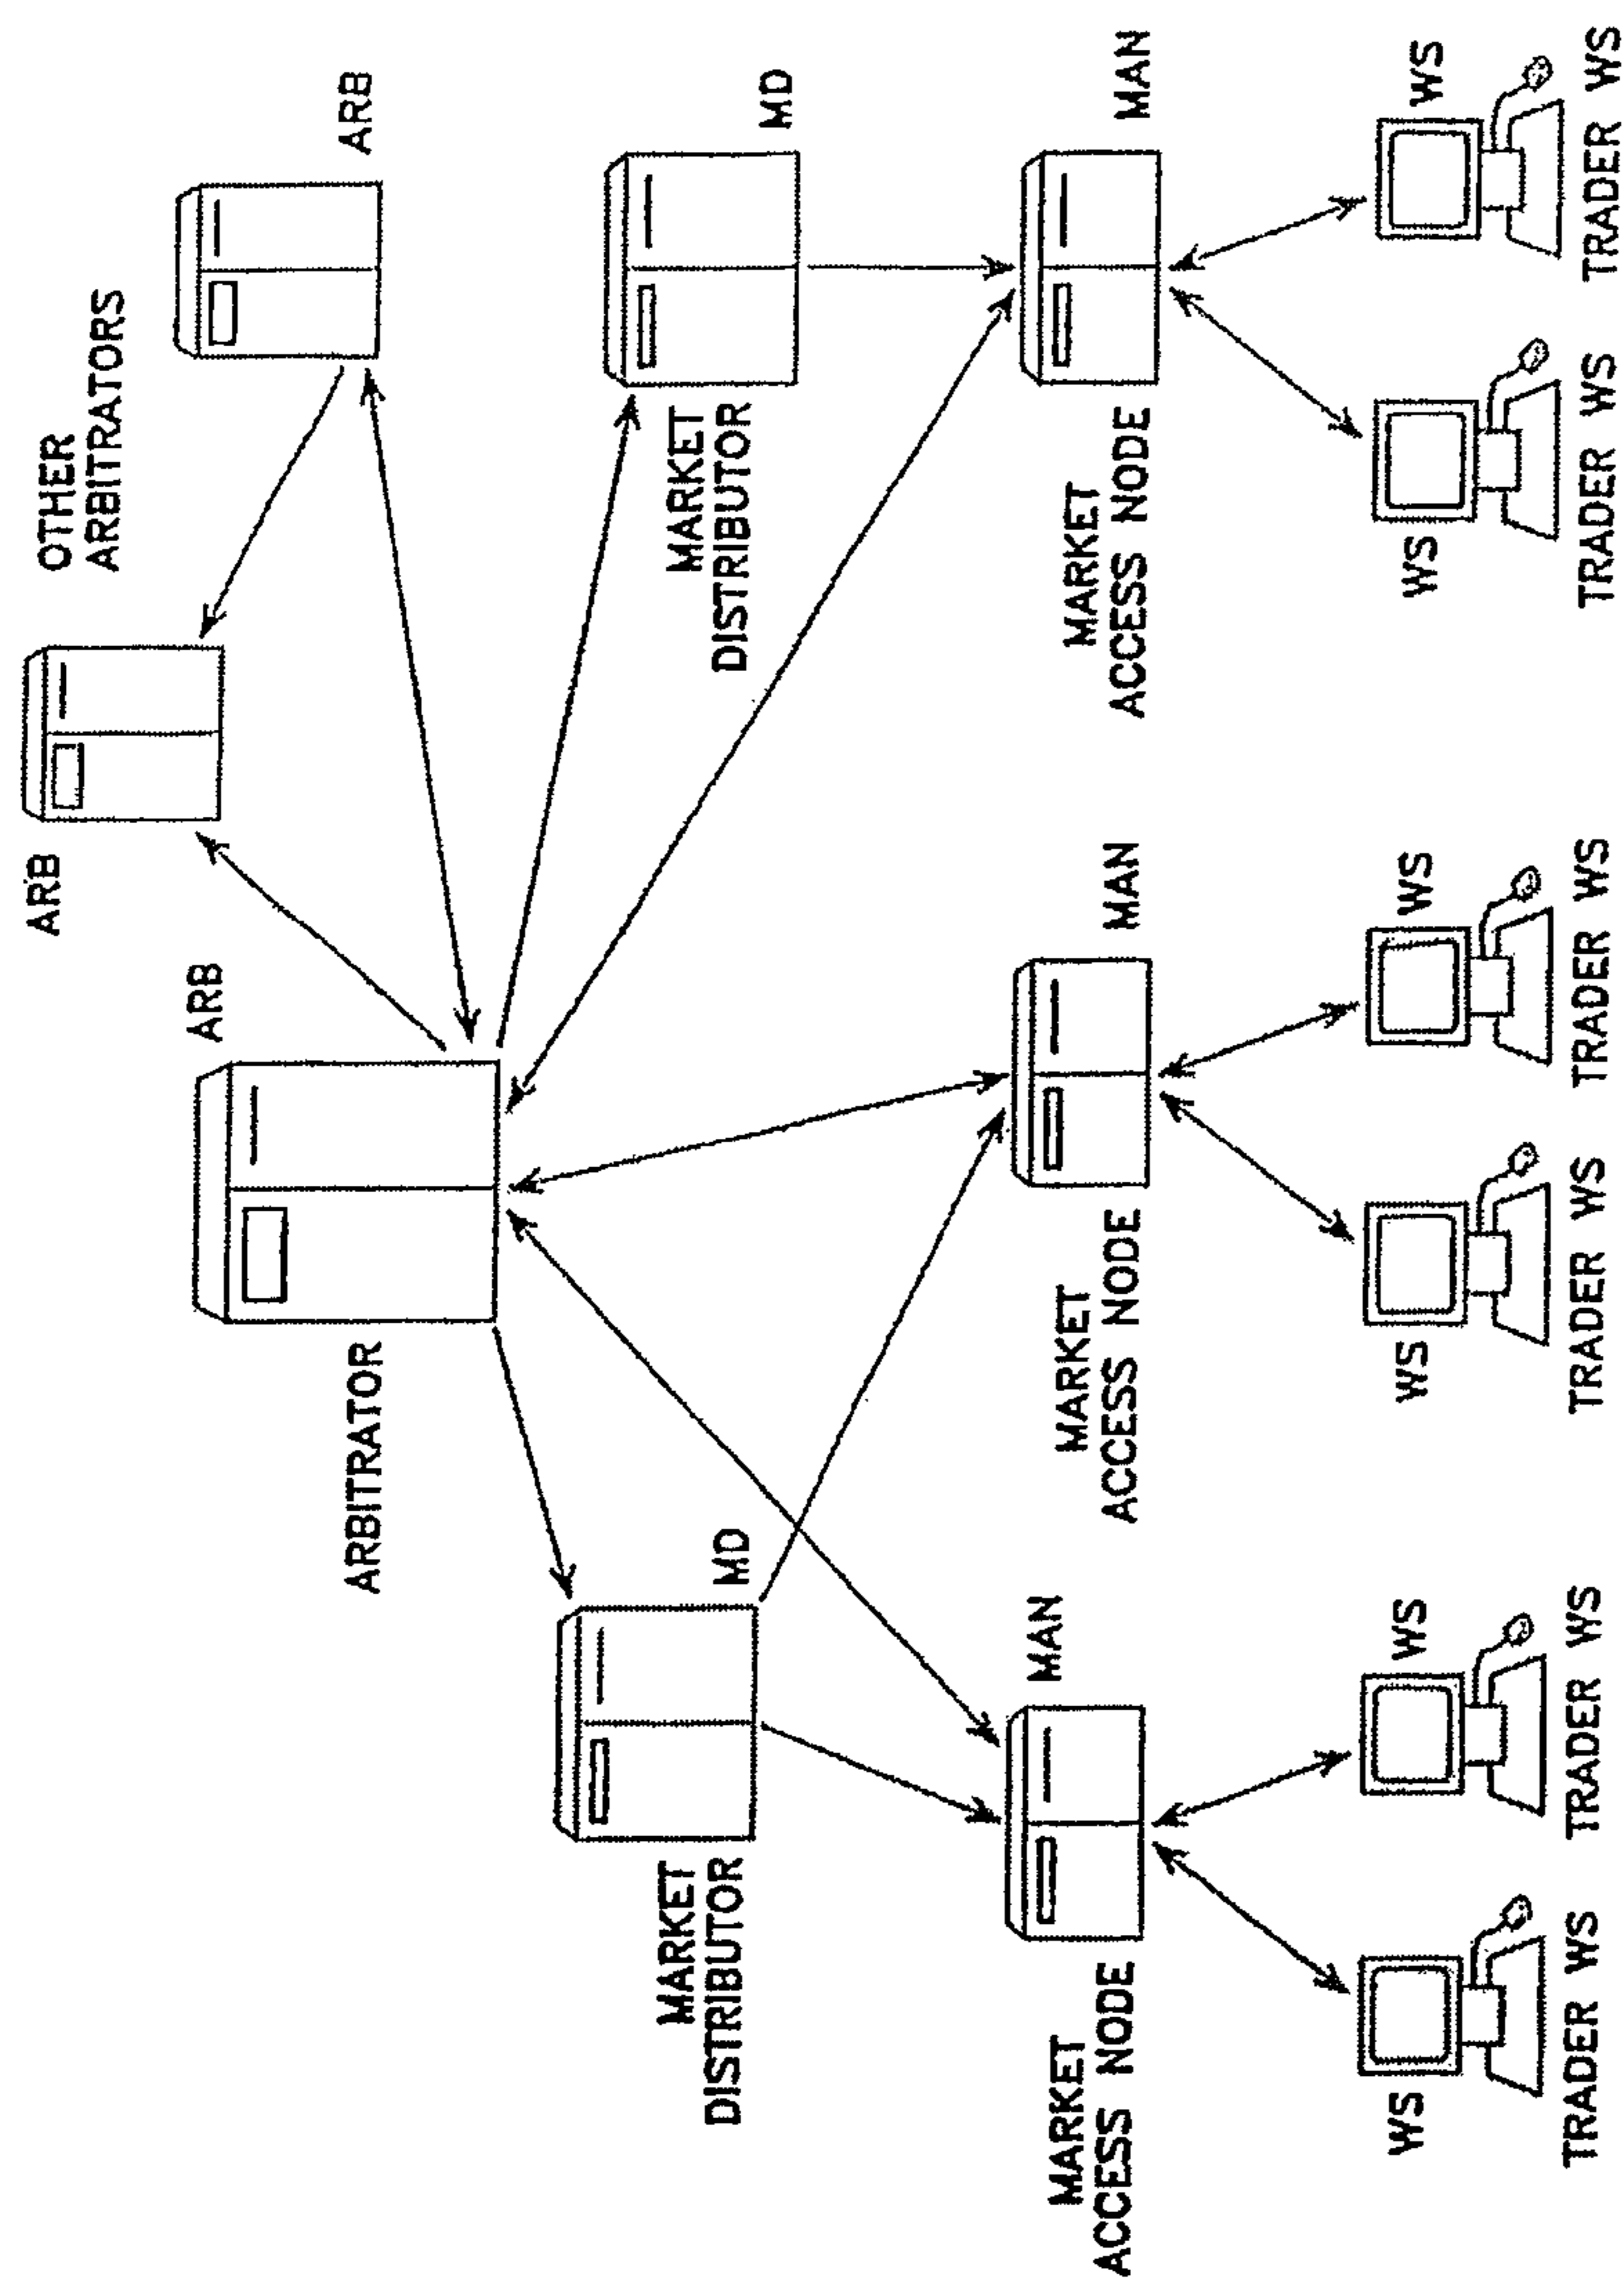 OTHER
ARBITRATORS
ARB
ARB
ARB
ARBITRATOR
MD
MARKET
DISTRIBUTOR
MD
MARKET
DISTRIBUTOR
MAN
MARKET
ACCESS NODE
MAN
MARKET
ACCESS NODE
MAN
MARKET
ACCESS NODE
WS
WS
WS
WS
WS
WS
TRADER WS
TRADER WS
TRADER WS
TRADER WS
TRADER WS
TRADER WS